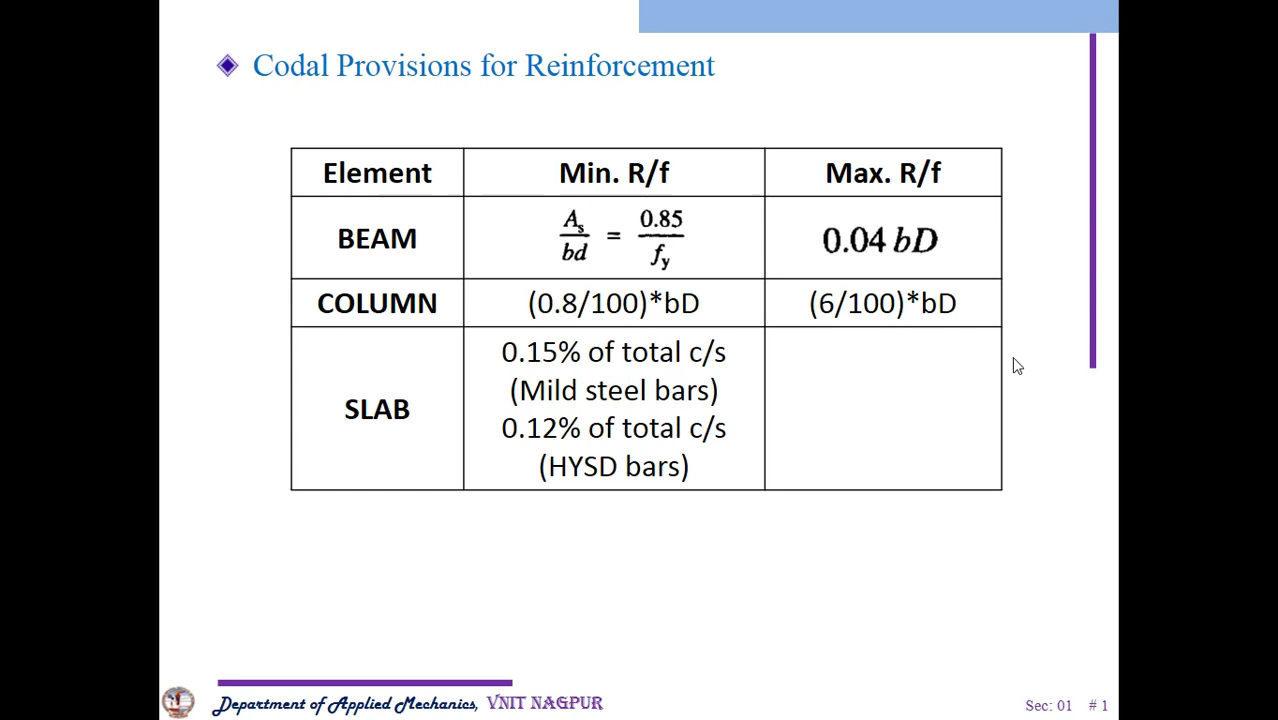 Codal Provisions for Reinforcement
Element Min. R/f Max. R/f
BEAM As/bd = 0.85/fy 0.04 bD
COLUMN (0.8/100)*bD (6/100)*bD
SLAB
0.15% of total c/s
(Mild steel bars)
0.12% of total c/s
(HYSD bars)
Department of Applied Mechanics, VNIT NAGPUR
Sec: 01 # 1